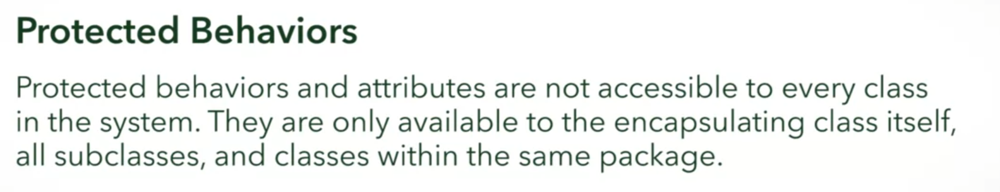 Protected Behaviors
Protected behaviors and attributes are not accessible to every class
in the system. They are only available to the encapsulating class itself,
all subclasses, and classes within the same package.